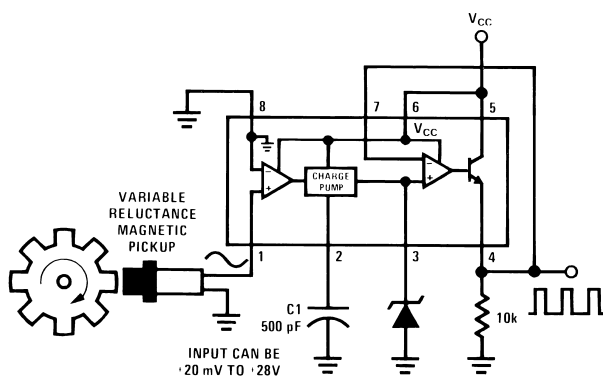 VCC
8
7
6
5
VCC
CHARGE
PUMP
VARIABLE
RELUCTANCE
MAGNETIC
PICKUP
1
2
3
4
C1
500 pF
10k
INPUT CAN BE
20 mV TO 28V